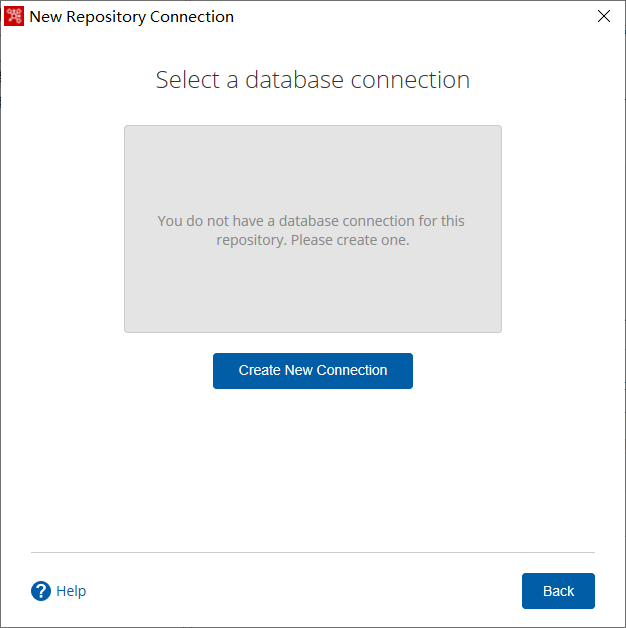 New Repository Connection
Select a database connection
You do not have a database connection for this
repository. Please create one.
Create New Connection
? Help
Back